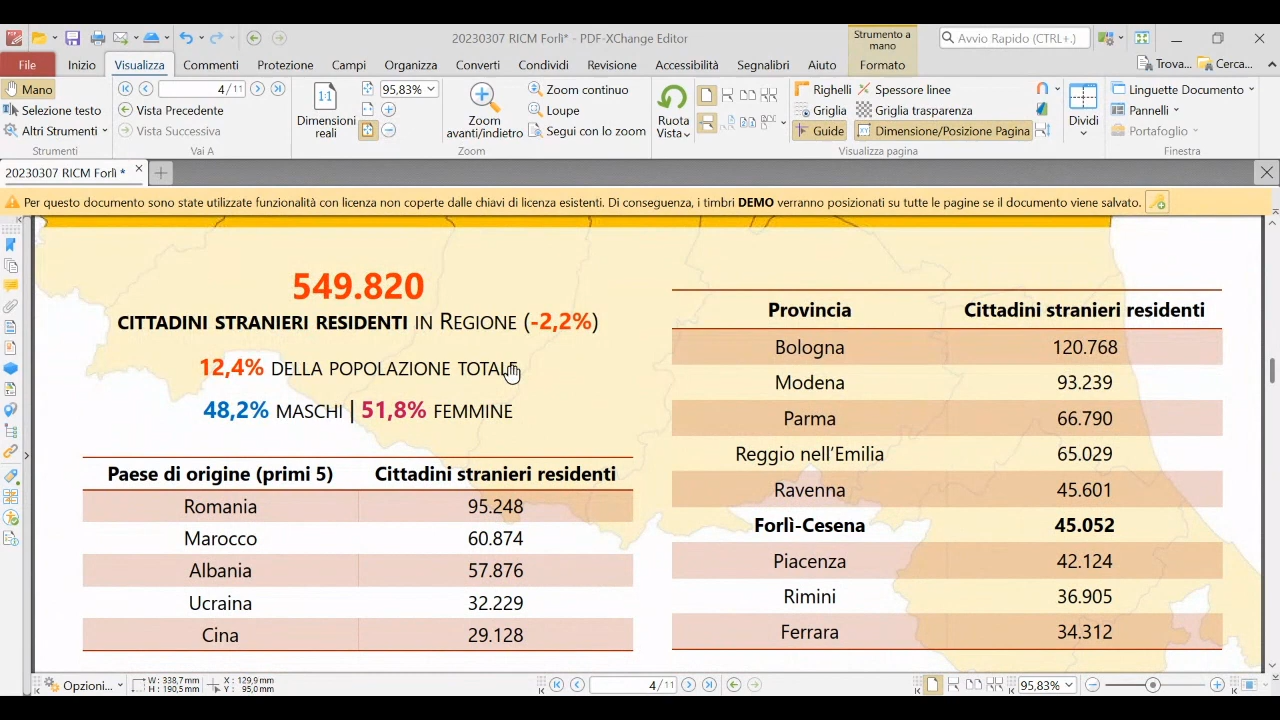 20230307 RICM Forlì* - PDF-XChange Editor
Strumento a mano
Avvio Rapido (CTRL+.)
File Inizio Visualizza Commenti Protezione Campi Organizza Converti Condividi Revisione Accessibilità Segnalibri Aiuto Formato Trova... Cerca...
Mano 4/11 95,83% Zoom continuo Righelli Spessore linee Linguette Documento
Selezione testo Vista Precedente Dimensioni reali Zoom avanti/indietro Loupe Ruota Vista Griglia Griglia trasparenza Dividi Pannelli
Altri Strumenti Vista Successiva Segui con lo zoom Guide Dimensione/Posizione Pagina Portafoglio
Strumenti Vai A Zoom Visualizza pagina Finestra
20230307 RICM Forlì *
Per questo documento sono state utilizzate funzionalità con licenza non coperte dalle chiavi di licenza esistenti. Di conseguenza, i timbri DEMO verranno posizionati su tutte le pagine se il documento viene salvato.
549.820
CITTADINI STRANIERI RESIDENTI IN REGIONE (-2,2%)
12,4% DELLA POPOLAZIONE TOTALE
48,2% MASCHI | 51,8% FEMMINE
Paese di origine (primi 5) Cittadini stranieri residenti
Romania 95.248
Marocco 60.874
Albania 57.876
Ucraina 32.229
Cina 29.128
Provincia Cittadini stranieri residenti
Bologna 120.768
Modena 93.239
Parma 66.790
Reggio nell'Emilia 65.029
Ravenna 45.601
Forlì-Cesena 45.052
Piacenza 42.124
Rimini 36.905
Ferrara 34.312
Opzioni... W: 338,7mm H: 190,5mm X: 129,9mm Y: 95,0mm 4/11 95,83%